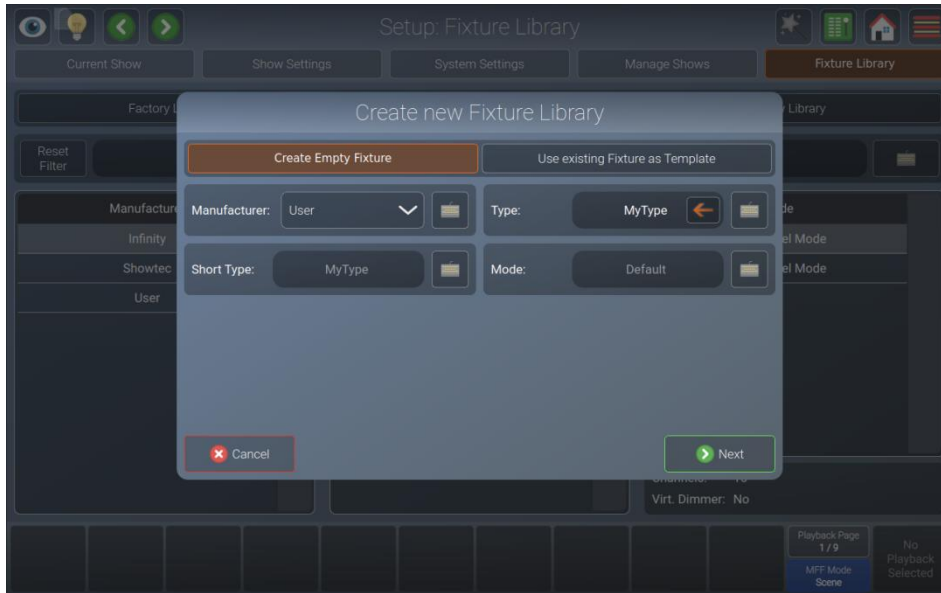 Setup: Fixture Library
Current Show
Show Settings
System Settings
Manage Shows
Fixture Library
Factory L
Library
Create new Fixture Library
Reset
Filter
Create Empty Fixture
Use existing Fixture as Template
Manufacture
de
Manufacturer:
User
Type:
MyType
Infinity
el Mode
Showtec
el Mode
Short Type:
MyType
Mode:
Default
User
Cancel
Next
Virt. Dimmer: No
Playback Page
1/9
MFF Mode
Scene
No
Playback
Selected